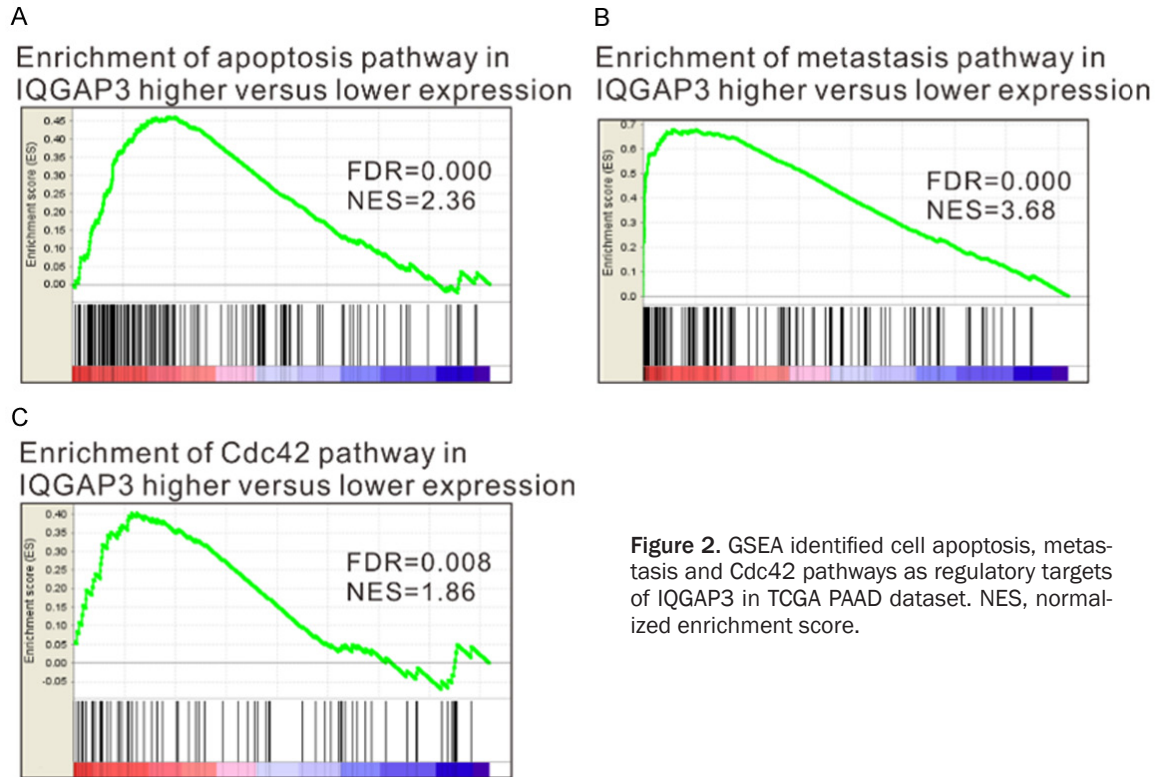 A
Enrichment of apoptosis pathway in
IQGAP3 higher versus lower expression
Enrichment score (ES)
0.45
0.40
0.35
0.30
0.25
0.20
0.15
0.10
0.05
0.00
FDR=0.000
NES=2.36
B
Enrichment of metastasis pathway in
IQGAP3 higher versus lower expression
Enrichment score (ES)
0.7
0.6
0.5
0.4
0.3
0.2
0.1
0.0
FDR=0.000
NES=3.68
C
Enrichment of Cdc42 pathway in
IQGAP3 higher versus lower expression
Enrichment score (ES)
0.40
0.35
0.30
0.25
0.20
0.15
0.10
0.05
0.00
-0.05
FDR=0.008
NES=1.86
Figure 2. GSEA identified cell apoptosis, metas-
tasis and Cdc42 pathways as regulatory targets
of IQGAP3 in TCGA PAAD dataset. NES, normal-
ized enrichment score.